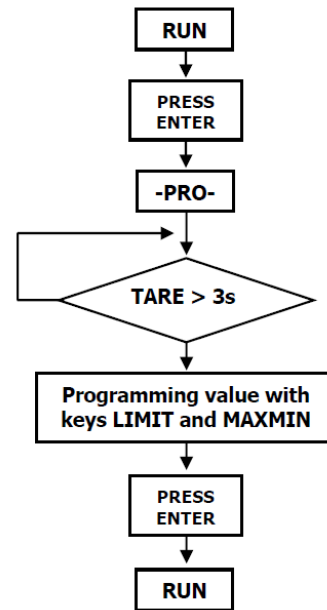 RUN
PRESS
ENTER
-PRO-
TARE > 3s
Programming value with
keys LIMIT and MAXMIN
PRESS
ENTER
RUN